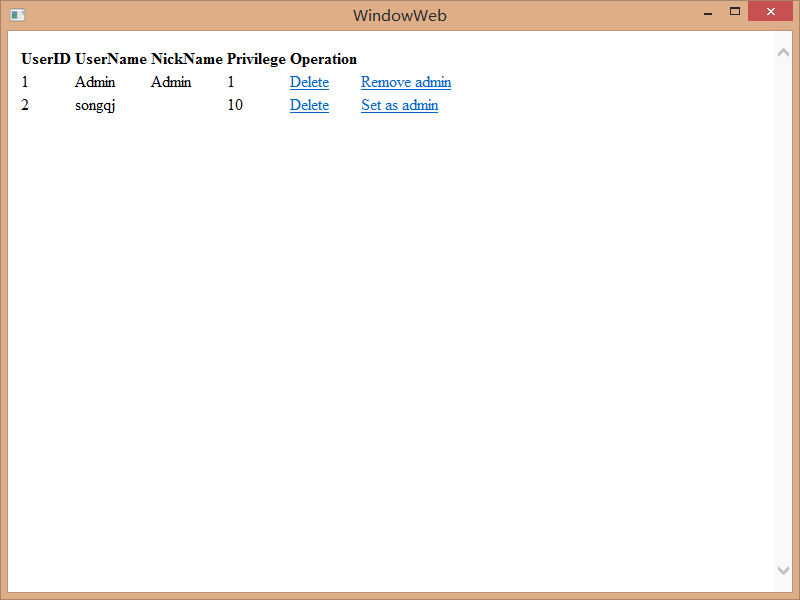 WindowWeb
UserID UserName NickName Privilege Operation
1 Admin Admin 1 Delete Remove admin
2 songqj 10 Delete Set as admin